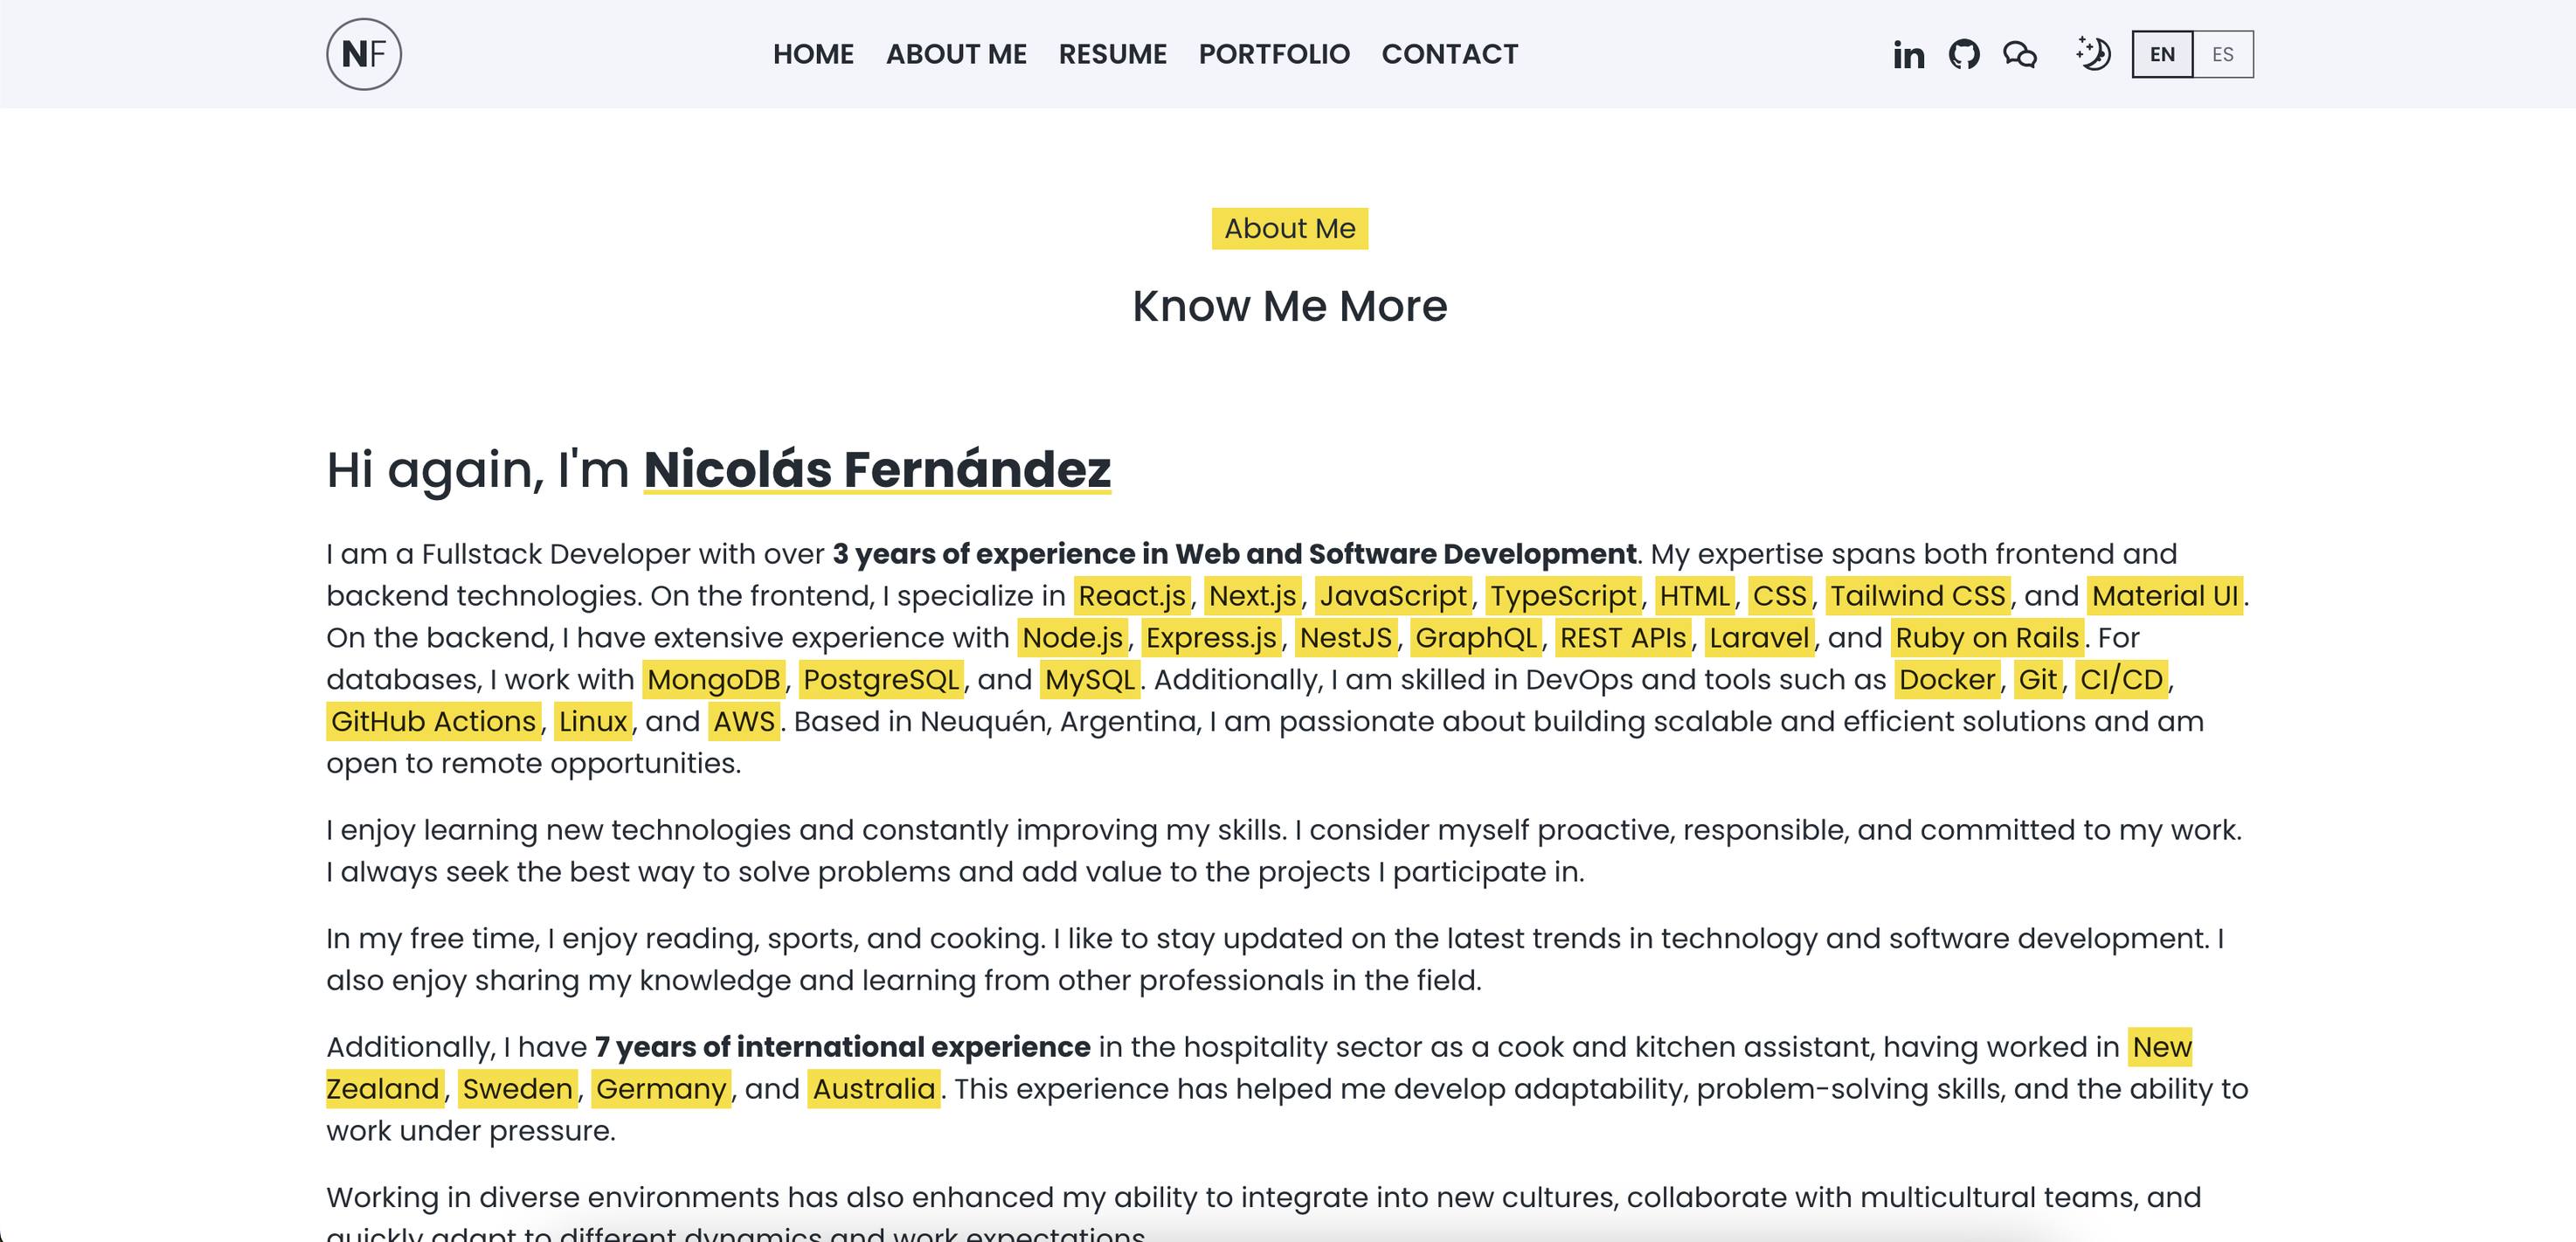 NF
HOME ABOUT ME RESUME PORTFOLIO CONTACT
in
EN ES
About Me
Know Me More
Hi again, I'm Nicolás Fernández
I am a Fullstack Developer with over 3 years of experience in Web and Software Development. My expertise spans both frontend and
backend technologies. On the frontend, I specialize in React.js, Next.js, JavaScript, TypeScript, HTML, CSS, Tailwind CSS, and Material UI.
On the backend, I have extensive experience with Node.js, Express.js, NestJS, GraphQL, REST APIs, Laravel, and Ruby on Rails. For
databases, I work with MongoDB, PostgreSQL, and MySQL. Additionally, I am skilled in DevOps and tools such as Docker, Git, CI/CD,
GitHub Actions, Linux, and AWS. Based in Neuquén, Argentina, I am passionate about building scalable and efficient solutions and am
open to remote opportunities.
I enjoy learning new technologies and constantly improving my skills. I consider myself proactive, responsible, and committed to my work.
I always seek the best way to solve problems and add value to the projects I participate in.
In my free time, I enjoy reading, sports, and cooking. I like to stay updated on the latest trends in technology and software development. I
also enjoy sharing my knowledge and learning from other professionals in the field.
Additionally, I have 7 years of international experience in the hospitality sector as a cook and kitchen assistant, having worked in New
Zealand, Sweden, Germany, and Australia. This experience has helped me develop adaptability, problem-solving skills, and the ability to
work under pressure.
Working in diverse environments has also enhanced my ability to integrate into new cultures, collaborate with multicultural teams, and
quickly adapt to different dynamics and work expectations.